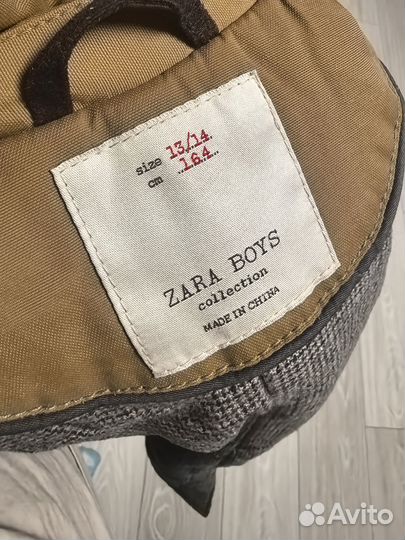 size 13/14
cm 164
ZARA BOYS
collection
MADE IN CHINA
Avito